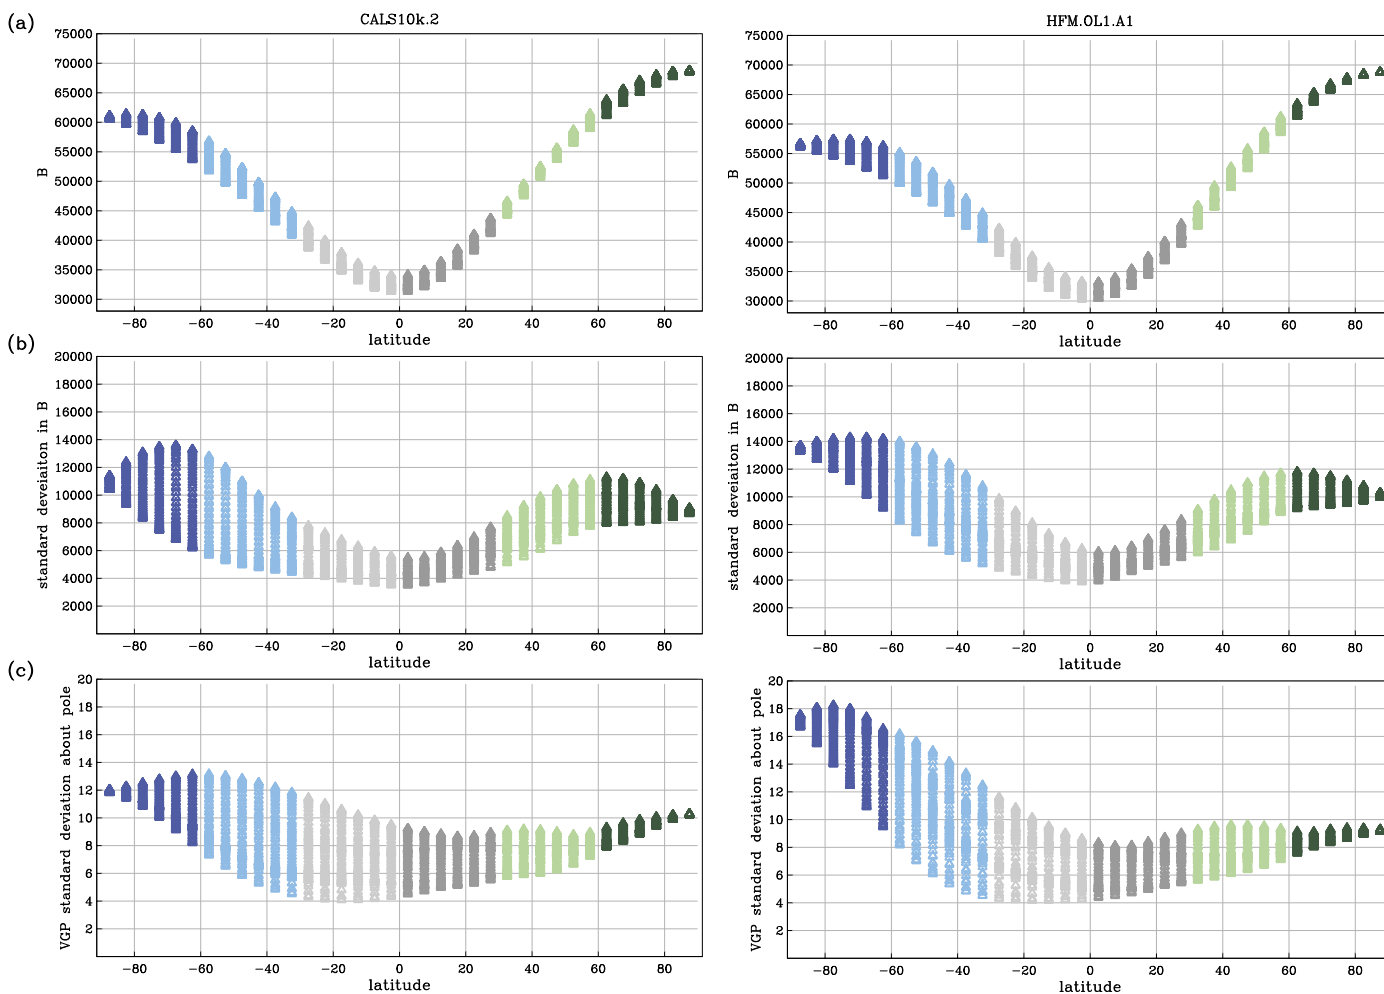 CALS10k.2
HFM.OL1.A1
(a)
75000
70000
65000
60000
55000
50000
45000
40000
35000
30000
B
−80 −60 −40 −20 0 20 40 60 80
latitude
75000
70000
65000
60000
55000
50000
45000
40000
35000
30000
B
−80 −60 −40 −20 0 20 40 60 80
latitude
(b)
20000
18000
16000
14000
12000
10000
8000
6000
4000
2000
standard deveiaiton in B
−80 −60 −40 −20 0 20 40 60 80
latitude
20000
18000
16000
14000
12000
10000
8000
6000
4000
2000
standard deveiaiton in B
−80 −60 −40 −20 0 20 40 60 80
latitude
(c)
20
18
16
14
12
10
8
6
4
2
VGP standard deviation about pole
−80 −60 −40 −20 0 20 40 60 80
latitude
20
18
16
14
12
10
8
6
4
2
VGP standard deviation about pole
−80 −60 −40 −20 0 20 40 60 80
latitude